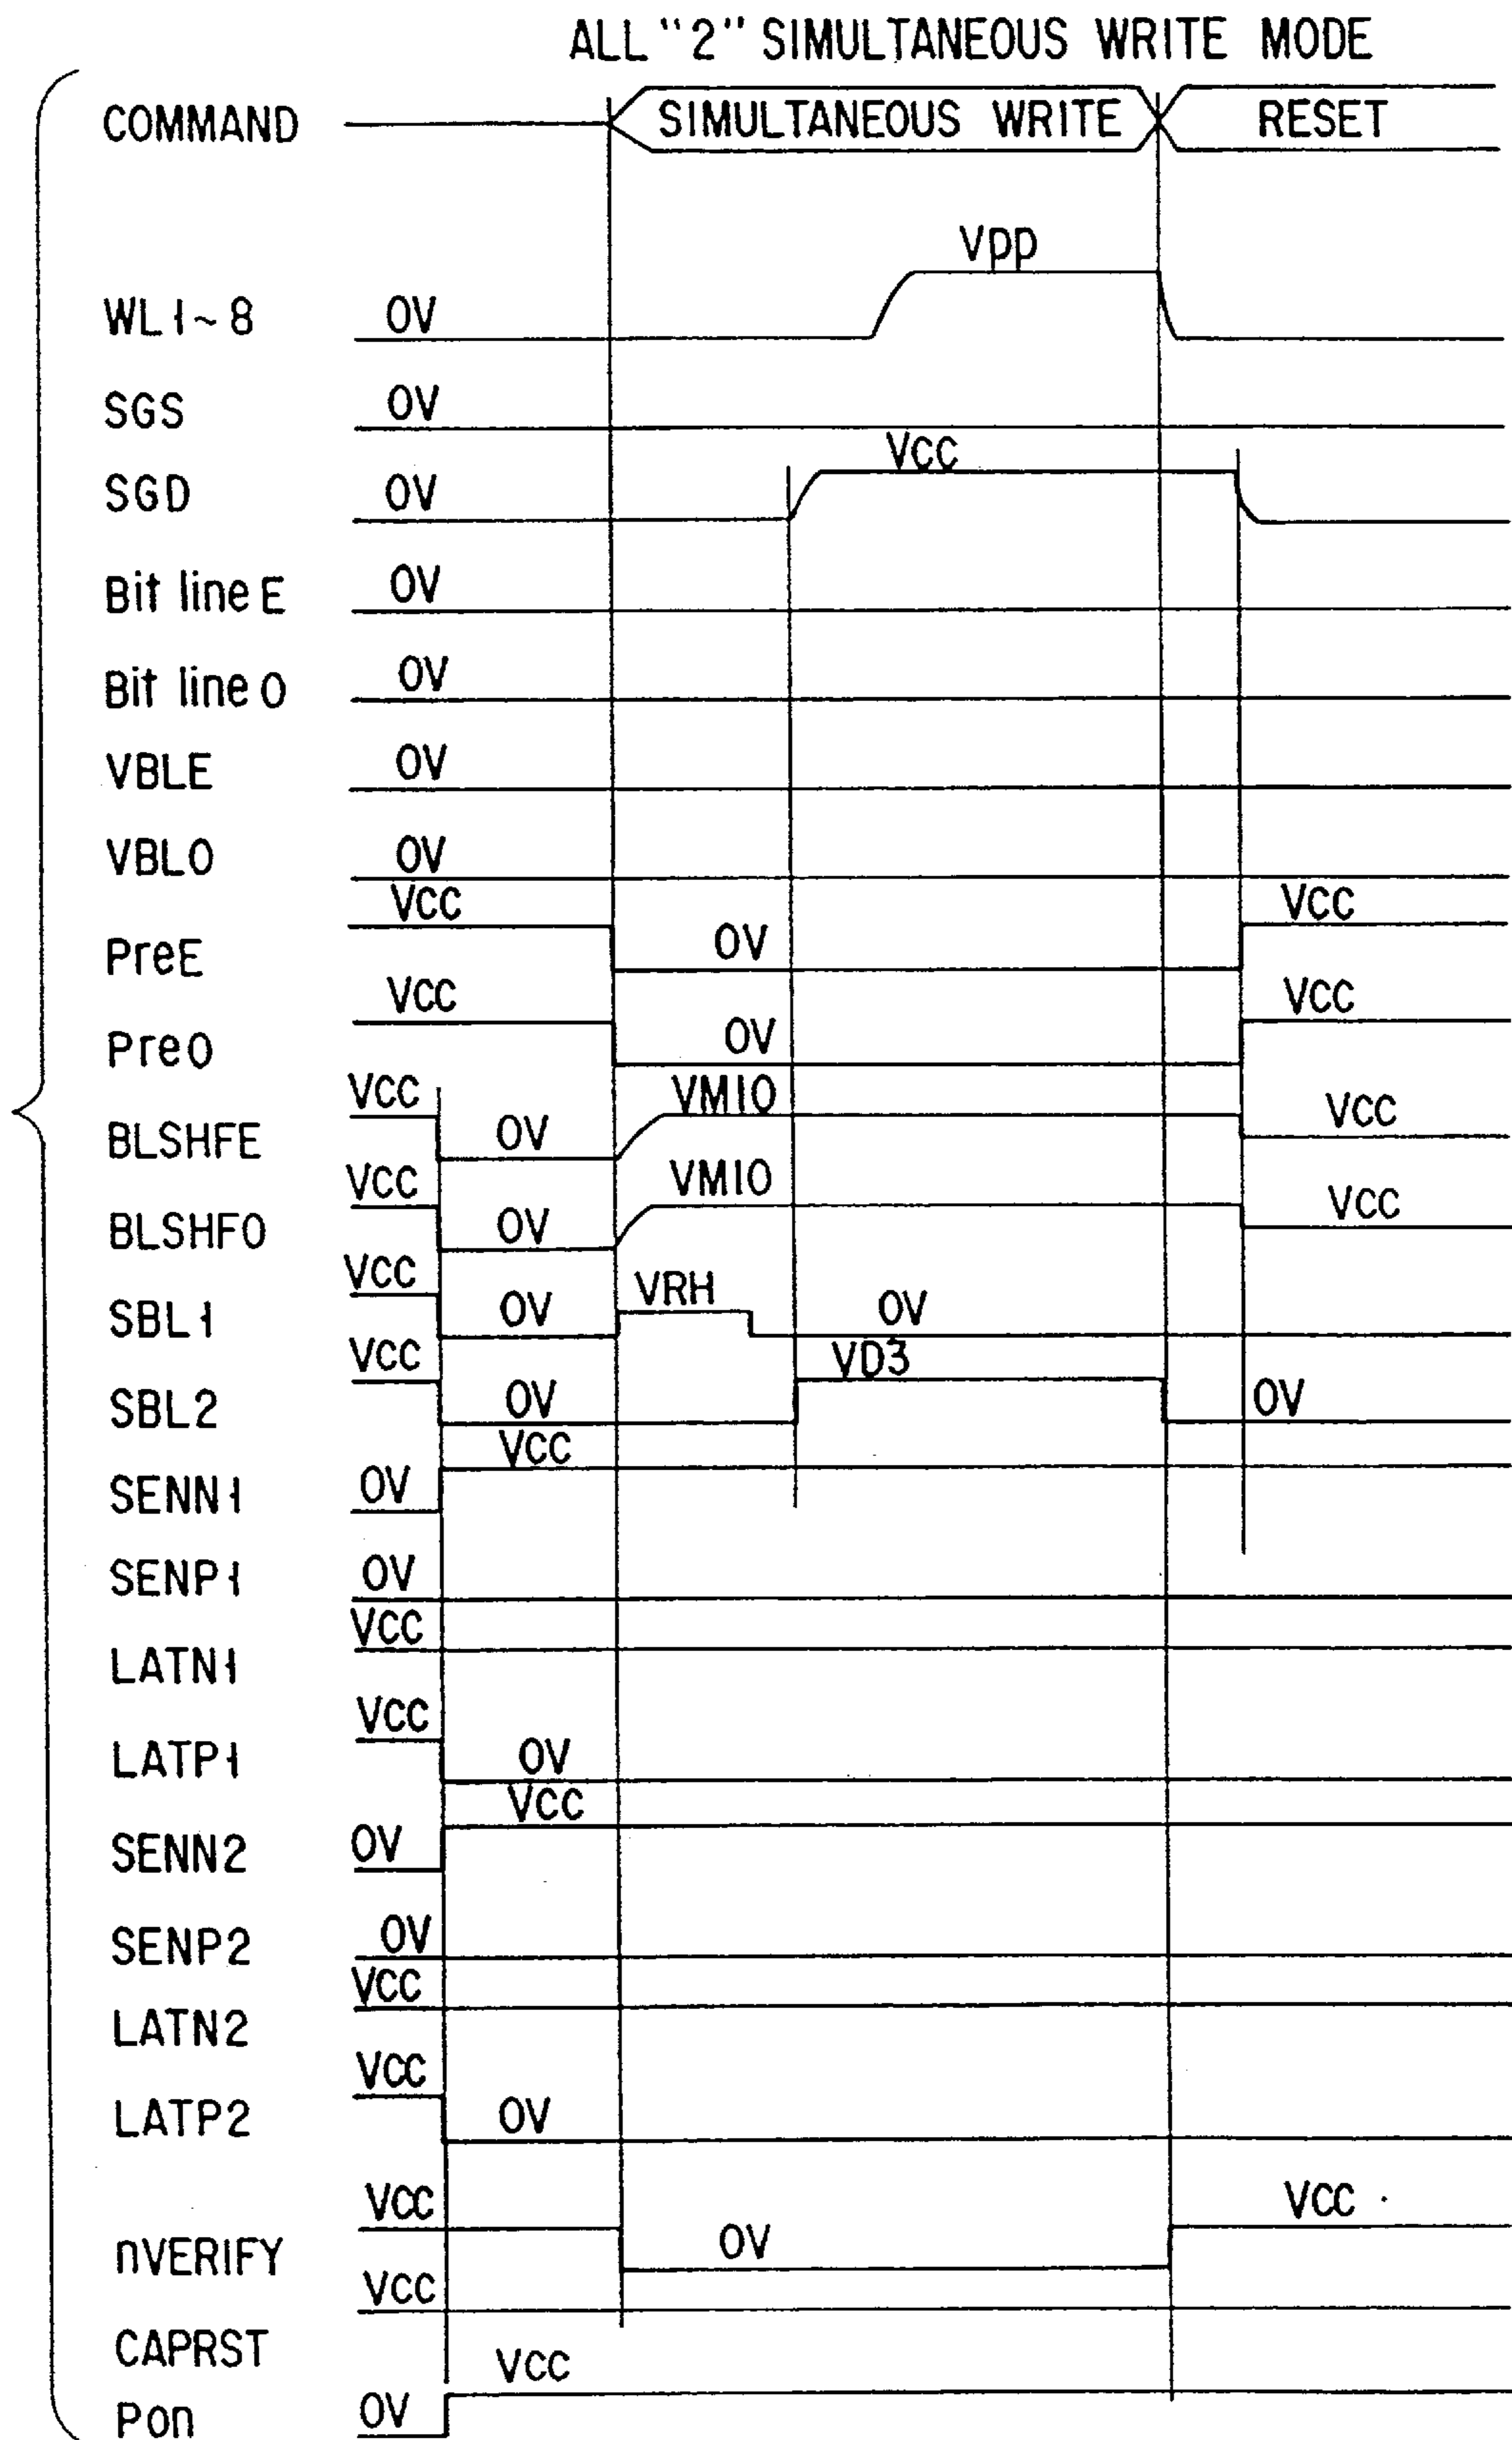 ALL "2" SIMULTANEOUS WRITE MODE
COMMAND SIMULTANEOUS WRITE RESET
Vpp
WL1~8 0V
SGS 0V
VCC
SGD 0V
Bit line E 0V
Bit line O 0V
VBLE 0V
VBLO 0V
VCC VCC
PreE 0V
VCC VCC
PreO 0V
VCC VM10 VCC
BLSHFE 0V
VCC VM10 VCC
BLSHFO 0V
VCC VRH
SBL1 0V 0V
VCC VD3
SBL2 0V 0V
VCC
SENN1 0V
SENP1 0V
VCC
LATN1
VCC
LATP1 0V
VCC
SENN2 0V
SENP2 0V
VCC
LATN2
VCC
LATP2 0V
VCC VCC
nVERIFY 0V
VCC
CAPRST
VCC
Pon 0V